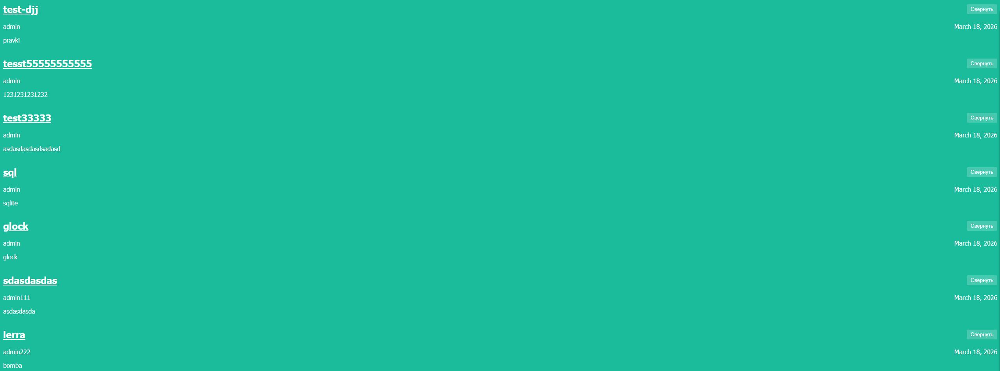 test-djj Свернуть
admin March 18, 2026
pravki
tesst55555555555 Свернуть
admin March 18, 2026
1231231231232
test33333 Свернуть
admin March 18, 2026
asdasdasdasdsadasd
sql Свернуть
admin March 18, 2026
sqlite
glock Свернуть
admin March 18, 2026
glock
sdasdasdas Свернуть
admin111 March 18, 2026
asdasdasda
lerra Свернуть
admin222 March 18, 2026
bomba